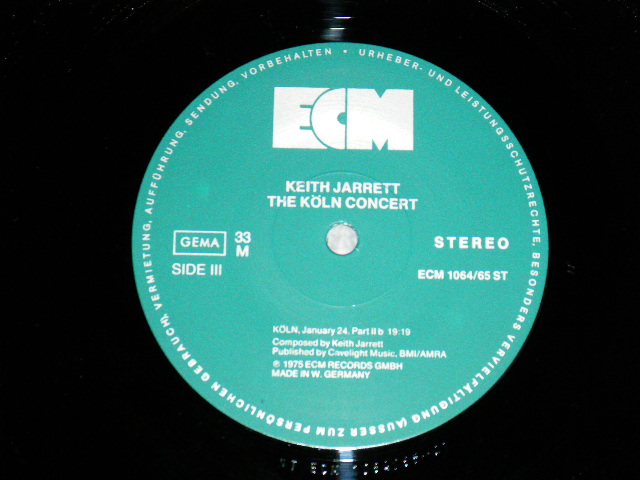 URHEBER- UND LEISTUNGSSCHUTZRECHTE, BESONDERS VERVIELFÄLTIGUNG (AUSSER ZUM PERSÖNLICHEN GEBRAUCH), VERMIETUNG, AUFFÜHRUNG, SENDUNG, VORBEHALTEN •
ECM
KEITH JARRETT
THE KÖLN CONCERT
GEMA
33
M
SIDE III
STEREO
ECM 1064/65 ST
KÖLN, January 24, Part II b 19:19
Composed by Keith Jarrett
Published by Cavelight Music, BMI/AMRA
℗ 1975 ECM RECORDS GMBH
MADE IN W. GERMANY